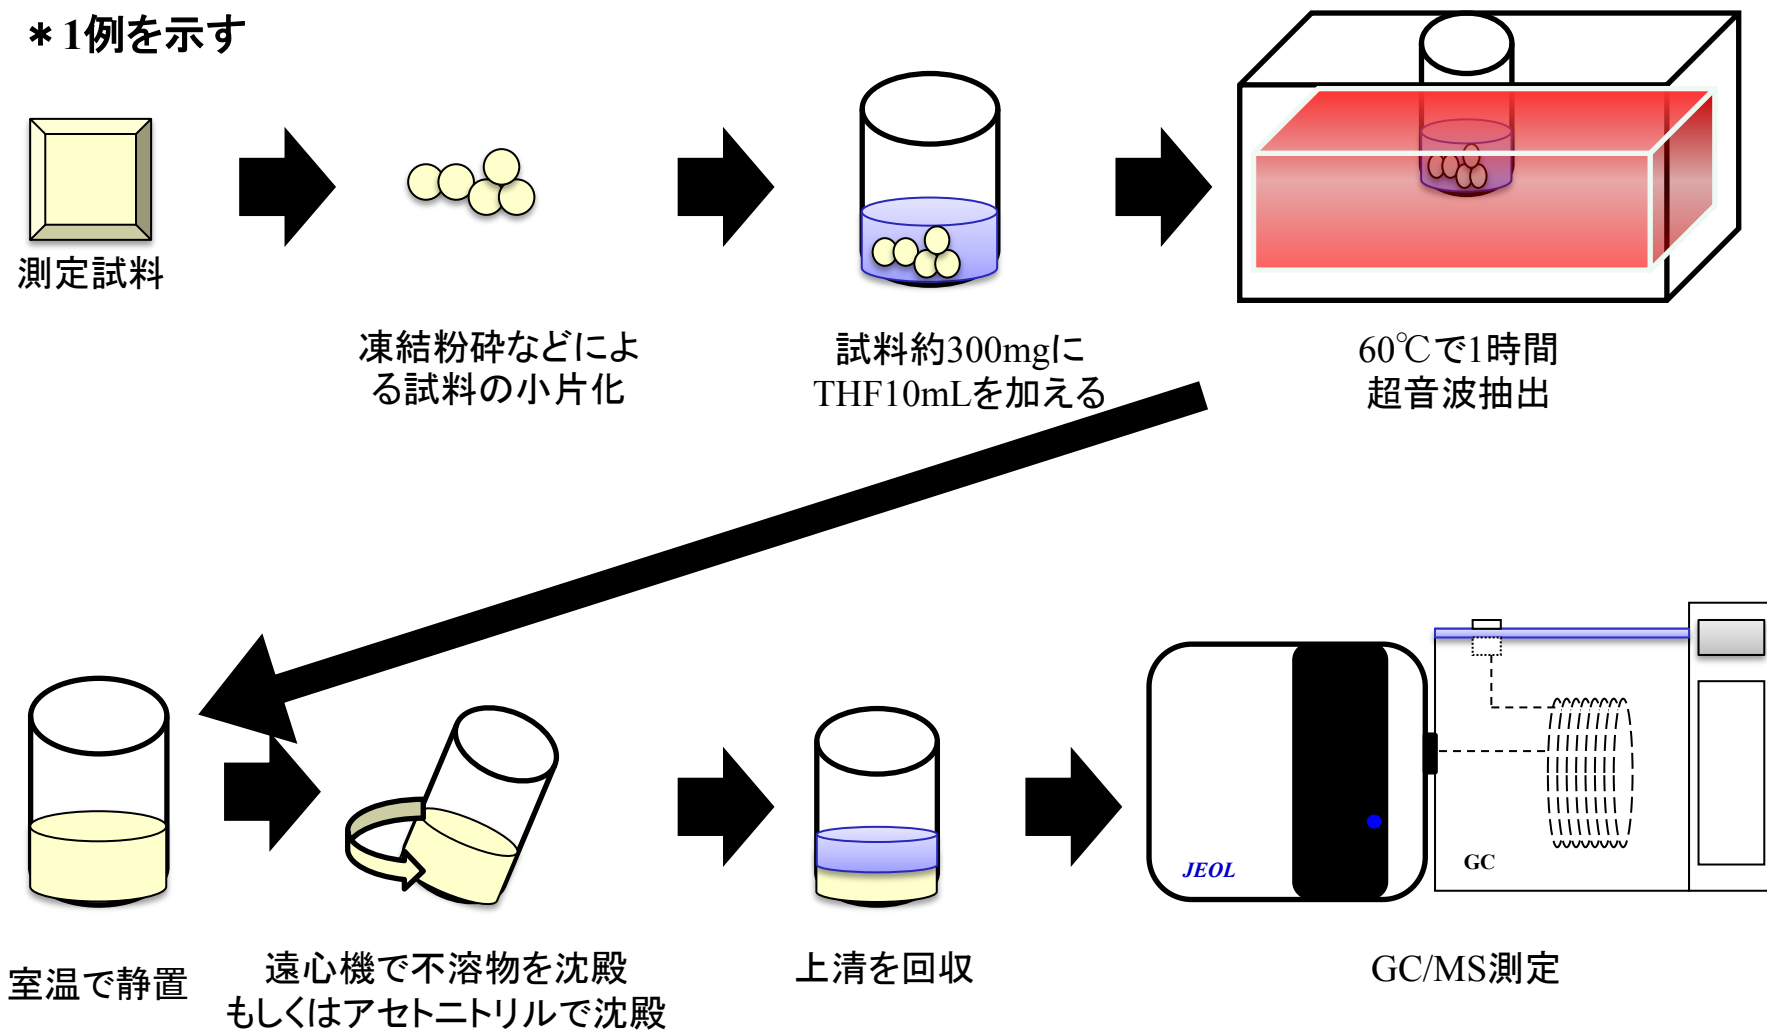 ＊1例を示す
測定試料
凍結粉砕などによ
る試料の小片化
試料約300mgに
THF10mLを加える
60℃で1時間
超音波抽出
室温で静置
遠心機で不溶物を沈殿
もしくはアセトニトリルで沈殿
上清を回収
JEOL
GC
GC/MS測定